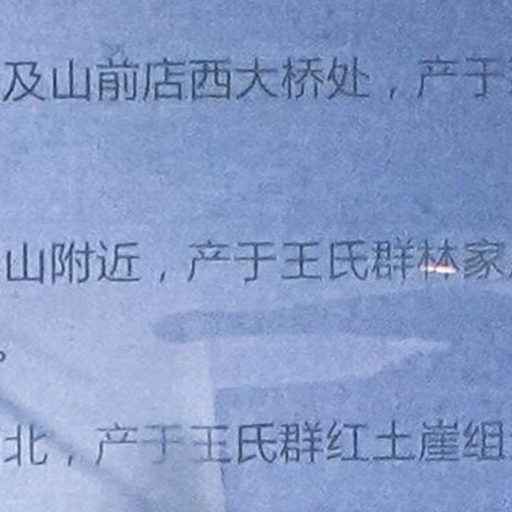 及山前店西大桥处，产于
山附近，产于王氏群林家
。
北，产于王氏群红土崖组